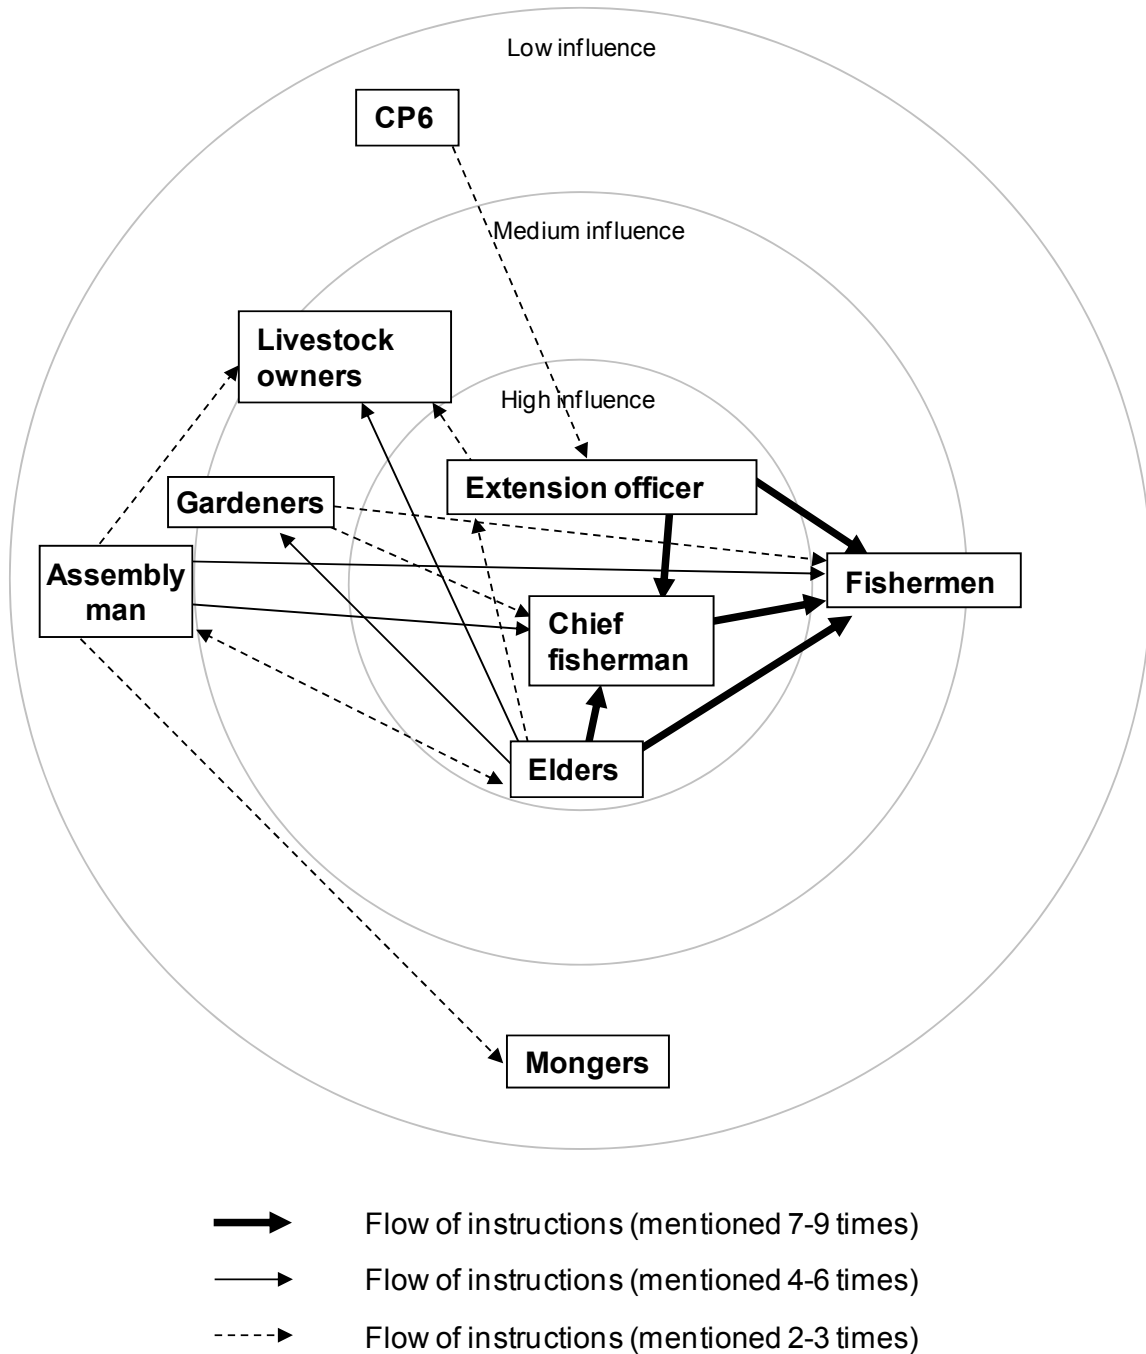 Low influence
CP6
Medium influence
Livestock
owners
High influence
Extension officer
Gardeners
Assembly
man
Fishermen
Chief
fisherman
Elders
Mongers
Flow of instructions (mentioned 7-9 times)
Flow of instructions (mentioned 4-6 times)
Flow of instructions (mentioned 2-3 times)